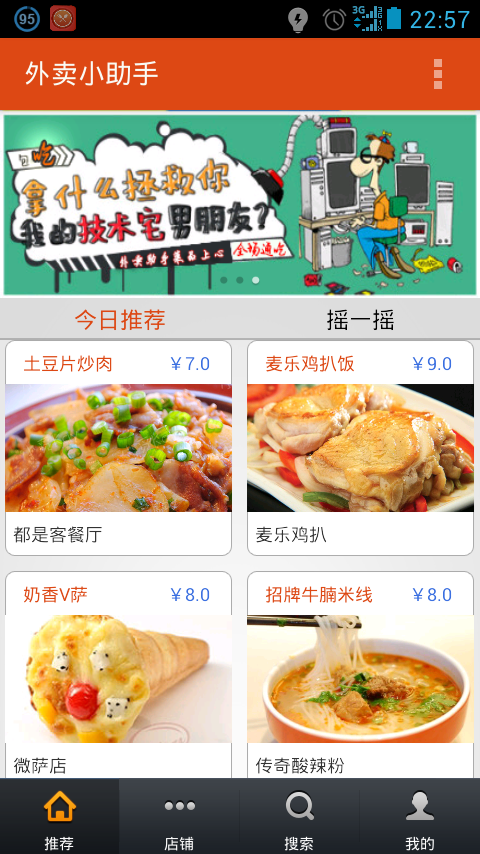 95
3G
22:57
外卖小助手
吃
拿什么拯救你
我的技术宅男朋友?
外卖助手菜品上心
全场通吃
今日推荐
摇一摇
土豆片炒肉 ￥7.0
都是客餐厅
麦乐鸡扒饭 ￥9.0
麦乐鸡扒
奶香V萨 ￥8.0
微萨店
招牌牛腩米线 ￥8.0
传奇酸辣粉
推荐
店铺
搜索
我的